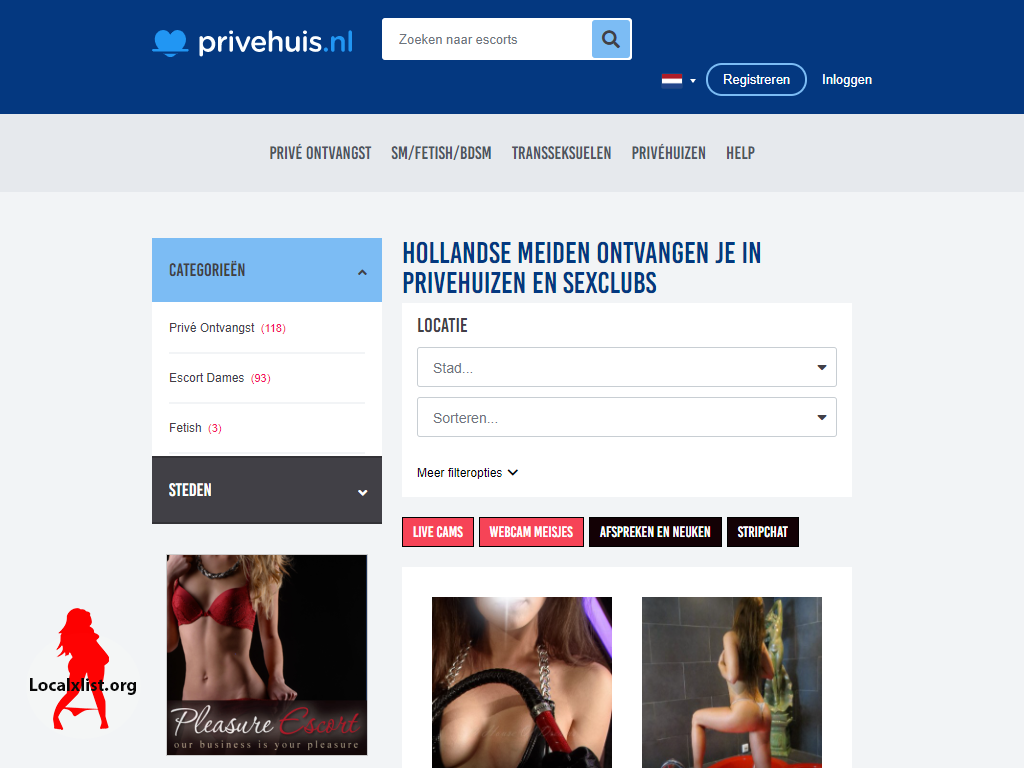 privehuis.nl
Zoeken naar escorts
Registreren
Inloggen
PRIVÉ ONTVANGST
SM/FETISH/BDSM
TRANSSEKSUELEN
PRIVÉHUIZEN
HELP
CATEGORIEËN
Privé Ontvangst (118)
Escort Dames (93)
Fetish (3)
STEDEN
HOLLANDSE MEIDEN ONTVANGEN JE IN
PRIVEHUIZEN EN SEXCLUBS
LOCATIE
Stad...
Sorteren...
Meer filteropties
LIVE CAMS
WEBCAM MEISJES
AFSPREKEN EN NEUKEN
STRIPCHAT
Pleasure Escort
our business is your pleasure
Localxlist.org